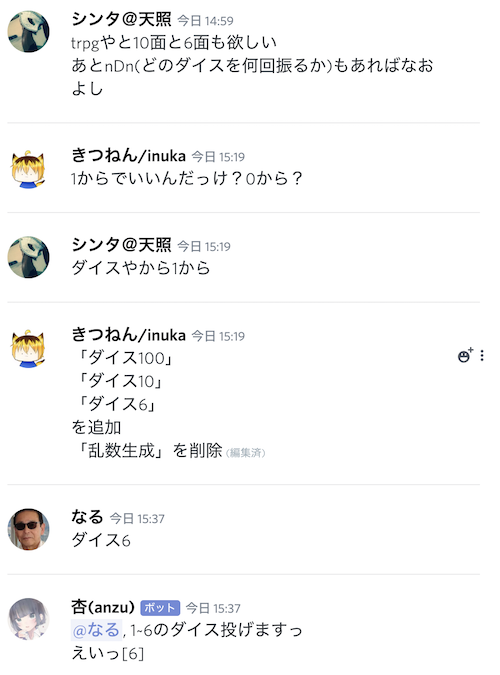 シンタ@天照 今日 14:59
trpgやと10面と6面も欲しい
あとnDn(どのダイスを何回振るか)もあればなお
よし
きつねん/inuka 今日 15:19
1からでいいんだっけ？0から？
シンタ@天照 今日 15:19
ダイスやから1から
きつねん/inuka 今日 15:19
「ダイス100」
「ダイス10」
「ダイス6」
を追加
「乱数生成」を削除 (編集済)
なる 今日 15:37
ダイス6
杏(anzu) ボット 今日 15:37
@なる, 1~6のダイス投げますっ
えいっ[6]